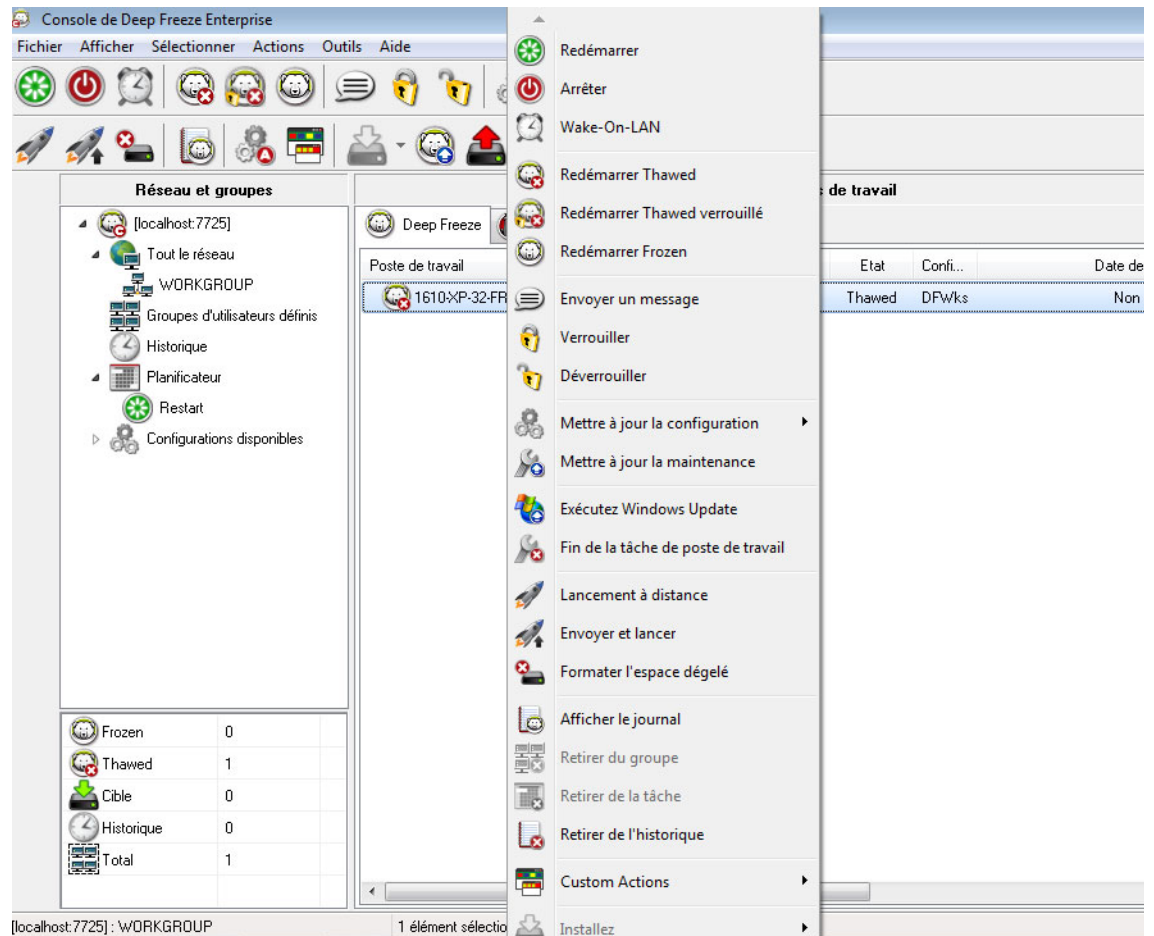 Console de Deep Freeze Enterprise
Fichier Afficher Sélectionner Actions Outils Aide
Réseau et groupes
[localhost:7725]
Tout le réseau
WORKGROUP
Groupes d'utilisateurs définis
Historique
Planificateur
Restart
Configurations disponibles
Frozen 0
Thawed 1
Cible 0
Historique 0
Total 1
de travail
Deep Freeze
Poste de travail Etat Confi... Date de
1610-XP-32-FR Thawed DFWks Non
Redémarrer
Arrêter
Wake-On-LAN
Redémarrer Thawed
Redémarrer Thawed verrouillé
Redémarrer Frozen
Envoyer un message
Verrouiller
Déverrouiller
Mettre à jour la configuration
Mettre à jour la maintenance
Exécutez Windows Update
Fin de la tâche de poste de travail
Lancement à distance
Envoyer et lancer
Formater l'espace dégelé
Afficher le journal
Retirer du groupe
Retirer de la tâche
Retirer de l'historique
Custom Actions
Installez
[localhost:7725] : WORKGROUP 1 élément sélectio